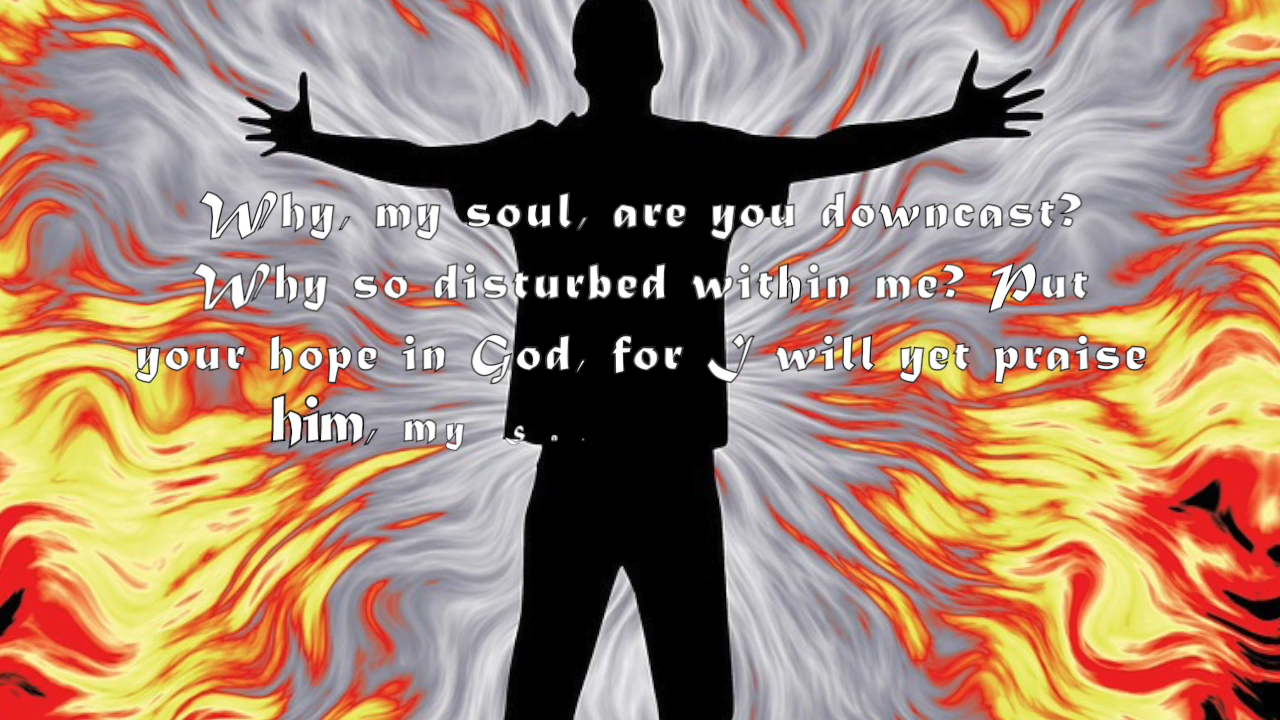 Why, my soul, are you downcast?
Why so disturbed within me? Put
your hope in God, for I will yet praise
him, my